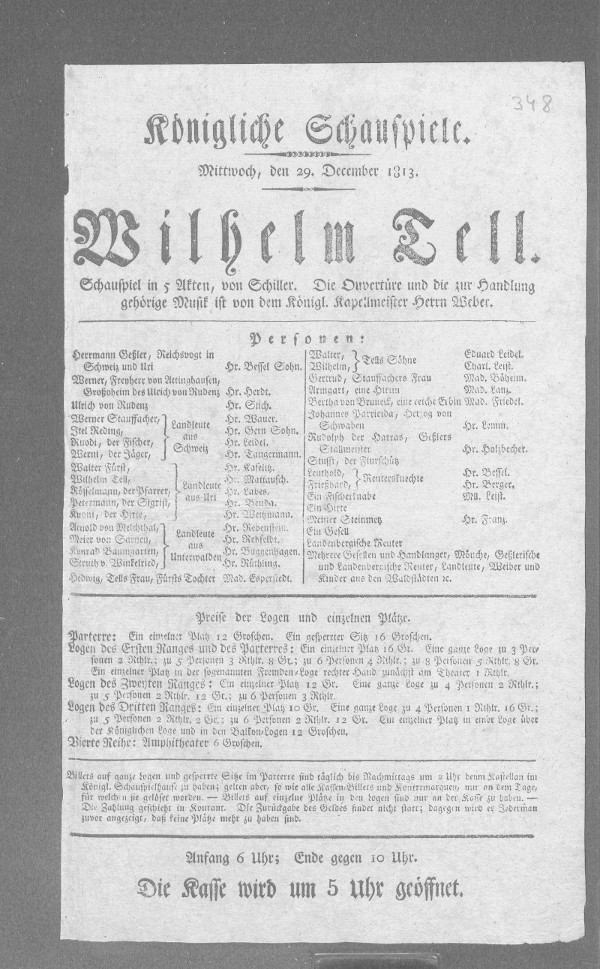 348
Königliche Schauspiele.
Mittwoch, den 29. December 1813.
Wilhelm Tell.
Schauspiel in 5 Akten, von Schiller. Die Ouvertüre und die zur Handlung
gehörige Musik ist von dem Königl. Kapellmeister Herrn Weber.
Personen:
Herrmann Geßler, Reichsvogt in
Schweiz und Uri Hr. Bessel Sohn.
Werner, Freyherr von Attinghausen,
Großoheim des Ulrich von Rudenz Hr. Herdt.
Ulrich von Rudenz Hr. Stich.
Werner Stauffacher, Hr. Wauer.
Itel Reding, Hr. Gern Sohn.
Ruodi, der Fischer, Hr. Leidel.
Werni, der Jäger, Hr. Tangermann.
Landleute
aus
Schweiz
Walter Fürst, Hr. Kaselitz.
Wilhelm Tell, Hr. Mattausch.
Rösselmann, der Pfarrer, Hr. Labes.
Petermann, der Sigrist, Hr. Benda.
Kuoni, der Hirte, Hr. Weitzmann.
Landleute
aus Uri
Arnold von Melchthal, Hr. Rebenstein.
Meier von Sarnen, Hr. Rehfeldt.
Konrad Baumgarten, Hr. Buggenhagen.
Struth v. Winkelried, Hr. Rüthling.
Landleute
aus
Unterwalden
Hedwig, Tells Frau, Fürsts Tochter Mad. Esperstedt.
Walter, Eduard Leidel.
Wilhelm, Charl. Leist.
Tells Söhne
Gertrud, Stauffachers Frau Mad. Böheim.
Armgart, eine Hirtin Mad. Lanz.
Bertha von Bruneck, eine reiche Erbin Mad. Friedel.
Johannes Parricida, Herzog von
Schwaben Hr. Lemm.
Rudolph der Harras, Geßlers
Stallmeister Hr. Holzbecher.
Stüssi, der Flurschütz
Leuthold, Hr. Bessel.
Frießhard, Hr. Berger.
Reitersknechte
Ein Fischerknabe Mll. Leist.
Ein Hirte
Meister Steinmetz Hr. Franz.
Ein Gesell
Landenbergische Reuter
Mehrere Gesellen und Handlanger, Mönche, Geßlerische
und Landenbergische Reuter, Landleute, Weiber und
Kinder aus den Waldstädten ꝛc.
Preise der Logen und einzelnen Plätze.
Parterre: Ein einzelner Platz 12 Groschen. Ein gesperrter Sitz 16 Groschen.
Logen des Ersten Ranges und des Parterres: Ein einzelner Platz 16 Gr. Eine ganze Loge zu 3 Per-
sonen 2 Rthlr.; zu 5 Personen 3 Rthlr. 8 Gr.; zu 6 Personen 4 Rthlr.; zu 8 Personen 5 Rthlr. 8 Gr.
Ein einzelner Platz in der sogenannten Fremden-Loge rechter Hand zunächst am Theater 1 Rthlr.
Logen des Zweyten Ranges: Ein einzelner Platz 12 Gr. Eine ganze Loge zu 4 Personen 2 Rthlr.;
zu 5 Personen 2 Rthlr. 12 Gr.; zu 6 Personen 3 Rthlr.
Logen des Dritten Ranges: Ein einzelner Platz 10 Gr. Eine ganze Loge zu 4 Personen 1 Rthlr. 16 Gr.;
zu 5 Personen 2 Rthlr. 2 Gr.; zu 6 Personen 2 Rthlr. 12 Gr. Ein einzelner Platz in einer Loge über
der Königlichen Loge und in den Balkon-Logen 12 Groschen.
Vierte Reihe: Amphitheater 6 Groschen.
Billets auf ganze Logen und gesperrte Sitze im Parterre sind täglich bis Nachmittags um 2 Uhr beym Kastellan im
Königl. Schauspielhause zu haben; gelten aber, so wie alle Kassen-Billets und Kontremarquen, nur an dem Tage,
für welchen sie gelöset worden. — Billets auf einzelne Plätze in den Logen sind nur an der Kasse zu haben. —
Die Zahlung geschieht in Kourant. Die Zurückgabe des Geldes findet nicht statt; dagegen wird es Jederman
zuvor angezeigt, daß keine Plätze mehr zu haben sind.
Anfang 6 Uhr; Ende gegen 10 Uhr.
Die Kasse wird um 5 Uhr geöffnet.